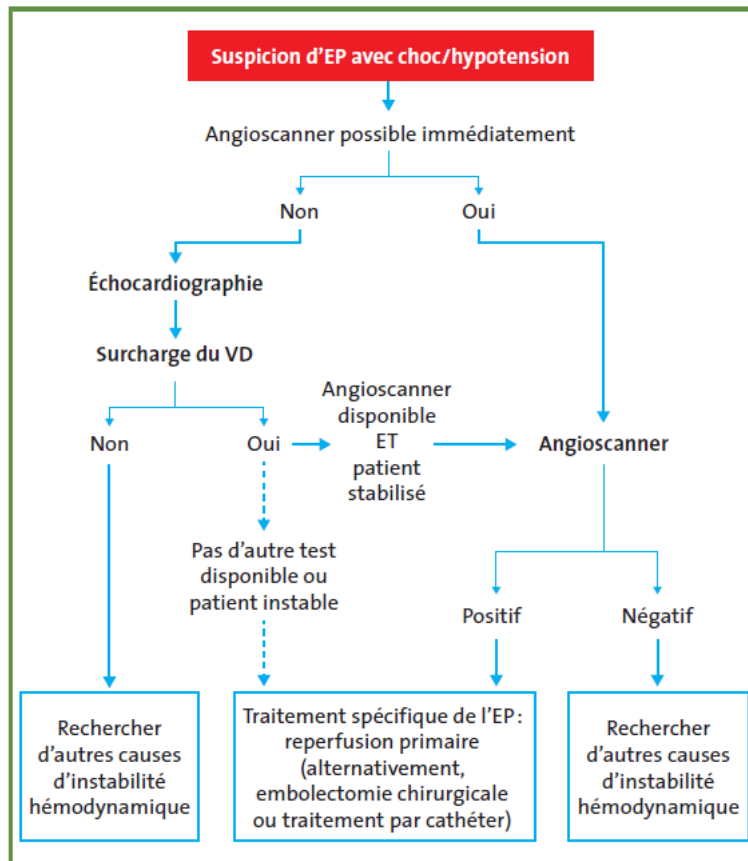 Suspicion d’EP avec choc/hypotension
Angioscanner possible immédiatement
Non
Oui
Échocardiographie
Surcharge du VD
Non
Oui
Angioscanner
disponible
ET
patient
stabilisé
Angioscanner
Pas d’autre test
disponible ou
patient instable
Positif
Négatif
Rechercher
d’autres causes
d’instabilité
hémodynamique
Traitement spécifique de l’EP :
reperfusion primaire
(alternativement,
embolectomie chirurgicale
ou traitement par cathéter)
Rechercher
d’autres causes
d’instabilité
hémodynamique